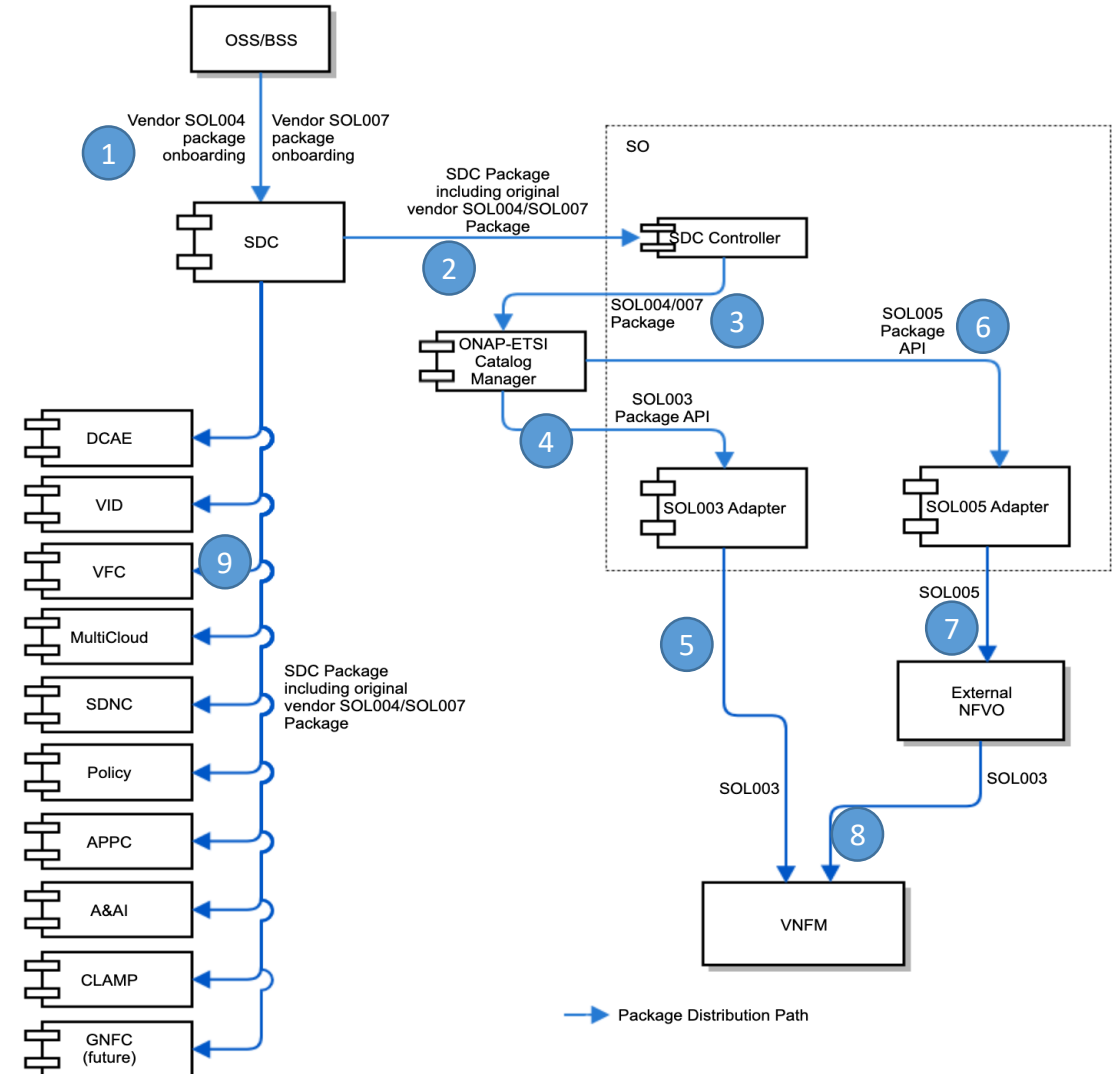 OSS/BSS
Vendor SOL004
package
onboarding
Vendor SOL007
package
onboarding
1
SDC
SDC Package
including original
vendor SOL004/SOL007
Package
2
SO
SDC Controller
SOL004/007
Package
3
ONAP-ETSI
Catalog
Manager
SOL005
Package
API
6
SOL003
Package API
4
SOL003 Adapter
SOL005 Adapter
DCAE
VID
VFC
9
MultiCloud
SDNC
Policy
APPC
A&AI
CLAMP
GNFC
(future)
SDC Package
including original
vendor SOL004/SOL007
Package
5
SOL005
7
External
NFVO
SOL003
SOL003
8
VNFM
Package Distribution Path